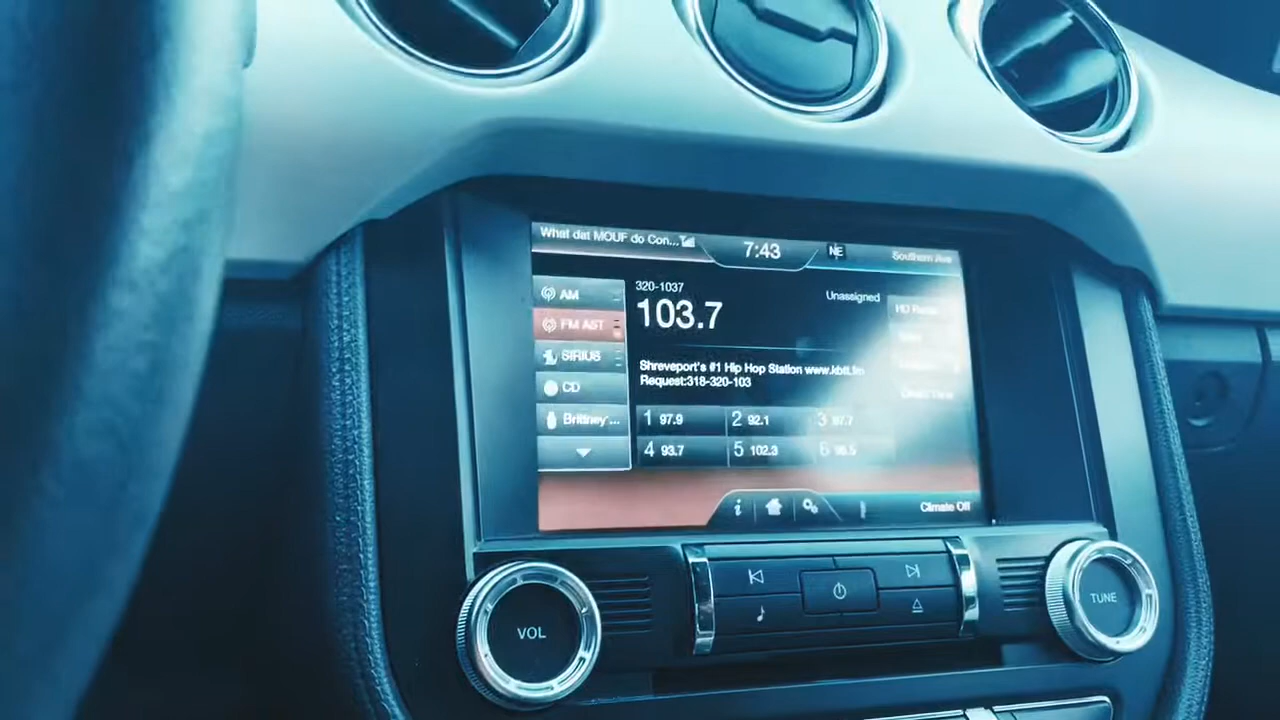 What dat MOUF do Con...
7:43
NE
Southern Ave
AM
320-1037
Unassigned
103.7
HD Radio
FM AST
SIRIUS
Shreveport's #1 Hip Hop Station www.kbtt.fm
Request:318-320-103
CD
Brittney'...
1 97.9
2 92.1
3 97.7
4 93.7
5 102.3
6
Climate Off
VOL
TUNE